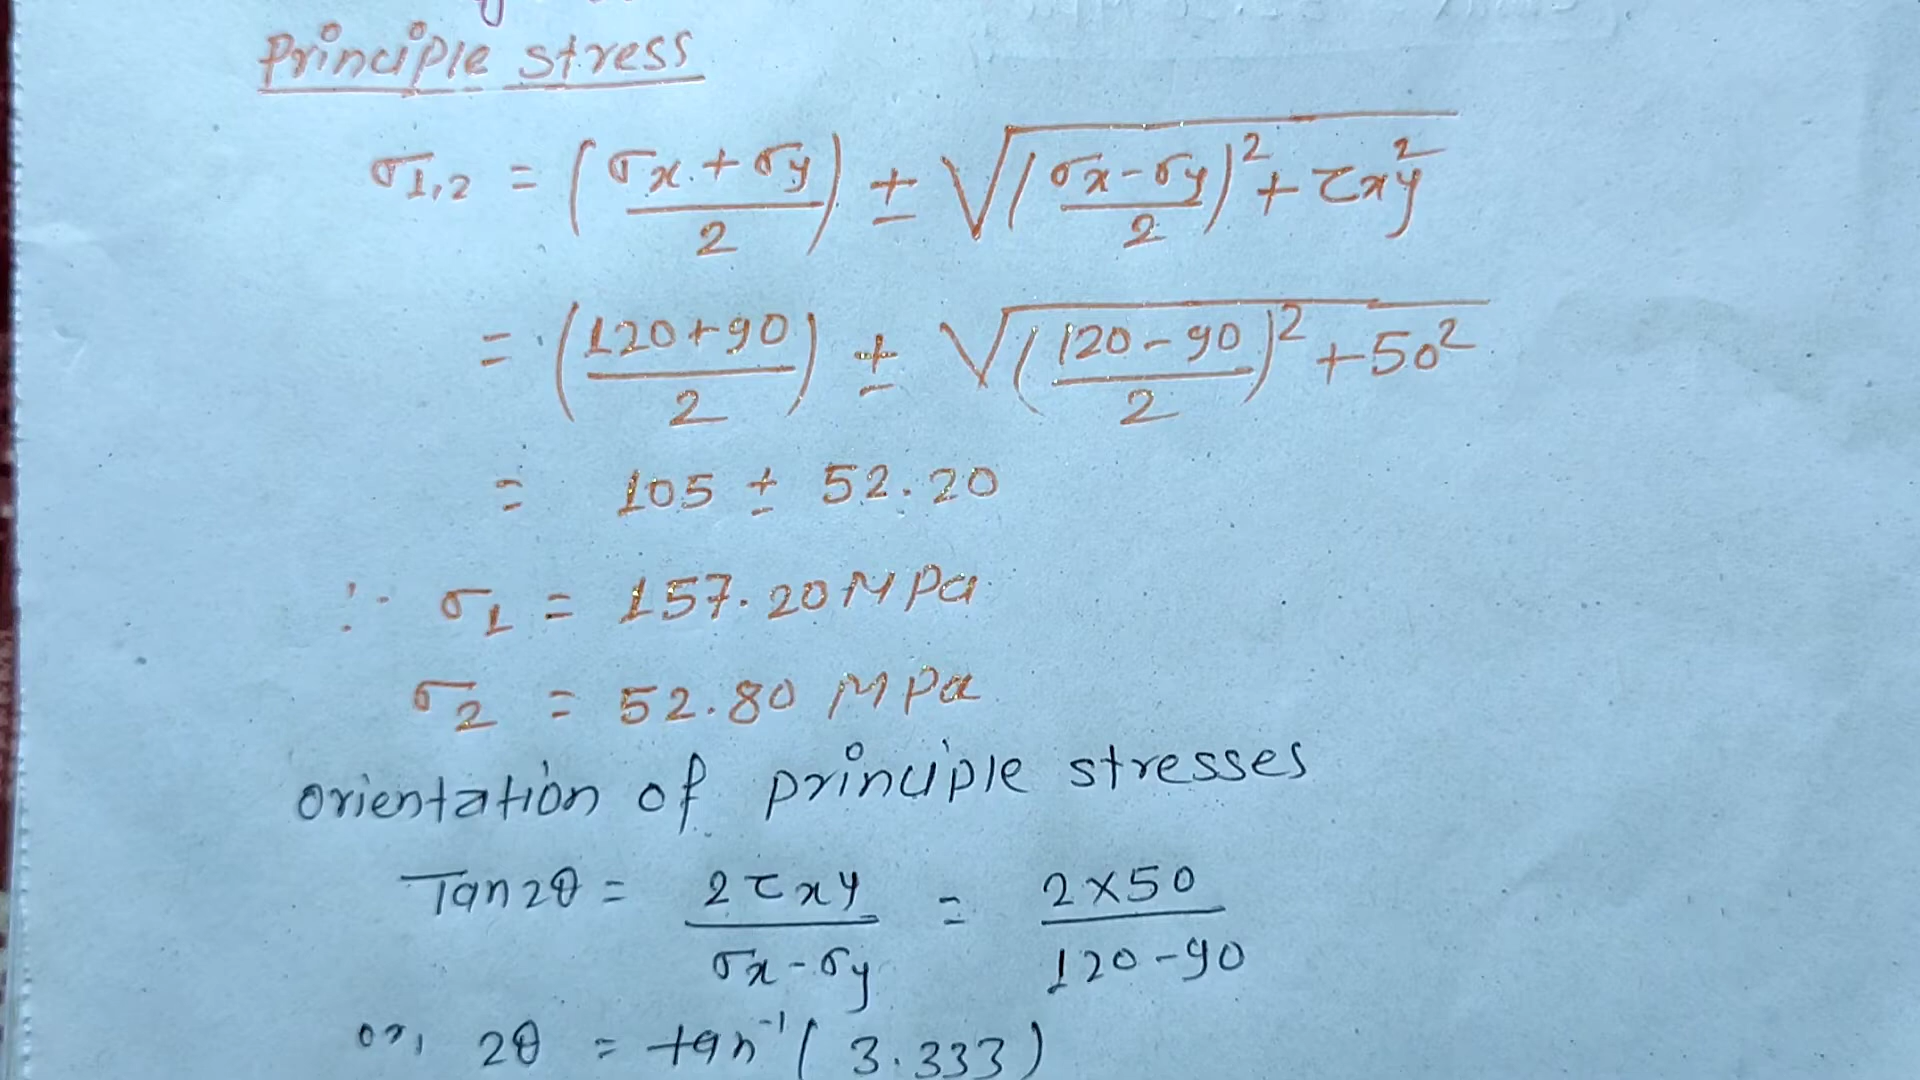 Principle stress
σ1,2 = (σx + σy / 2) ± √((σx - σy / 2)² + τxy²)
= (120+90 / 2) ± √((120-90 / 2)² + 50²)
= 105 ± 52.20
∴ σ1 = 157.20 MPa
σ2 = 52.80 MPa
orientation of principle stresses
Tan2θ = 2τxy / σx-σy = 2×50 / 120-90
or, 2θ = tan⁻¹(3.333)